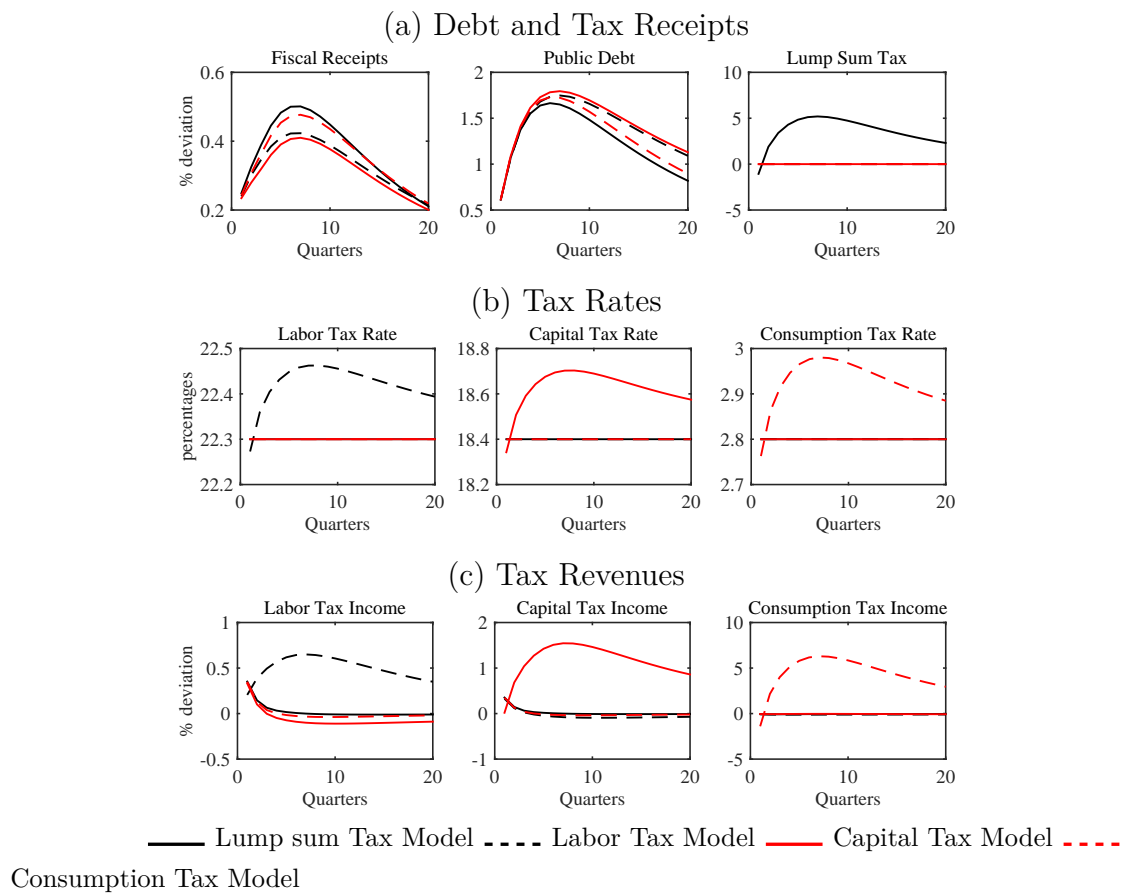 (a) Debt and Tax Receipts
Fiscal Receipts Public Debt Lump Sum Tax
0.6 2 10
% deviation
0.4 1.5 5
1.0 0
0.2 0.5 -5
0 10 20 0 10 20 0 10 20
Quarters Quarters Quarters
(b) Tax Rates
Labor Tax Rate Capital Tax Rate Consumption Tax Rate
22.5 18.8 3
percentages
22.4 18.6 2.9
22.3 18.4 2.8
22.2 18.2 2.7
0 10 20 0 10 20 0 10 20
Quarters Quarters Quarters
(c) Tax Revenues
Labor Tax Income Capital Tax Income Consumption Tax Income
1 2 10
% deviation
0.5 1 5
0 0 0
-0.5 -1 -5
0 10 20 0 10 20 0 10 20
Quarters Quarters Quarters
Lump sum Tax Model Labor Tax Model Capital Tax Model
Consumption Tax Model